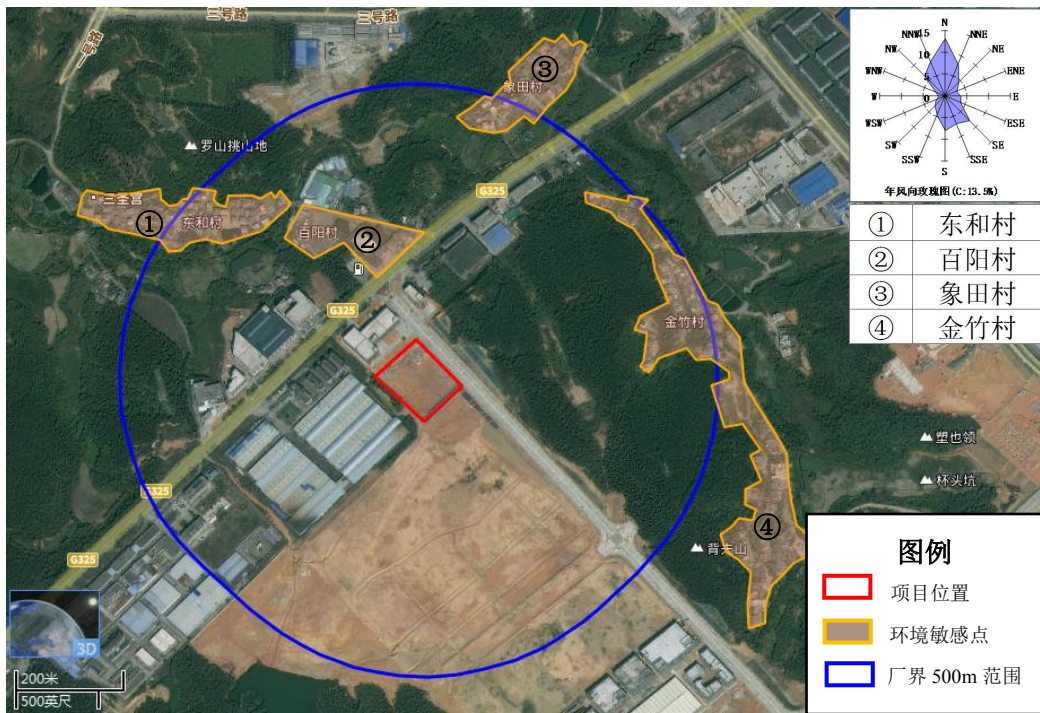 三号路
三号路
一号路
③
象田村
罗山挑山地
G325
三圣宫
①
东和村
百阳村
②
G325
金竹村
塑也领
杯头坑
G325
④
背夫山
G325
3D
200米
500英尺
N
NNW
15
NNE
NW
10
NE
WNW
5
ENE
W
0
E
WSW
ESE
SW
SE
SSW
SSE
S
年风向玫瑰图(C:13.5%)
① 东和村
② 百阳村
③ 象田村
④ 金竹村
图例
项目位置
环境敏感点
厂界 500m 范围